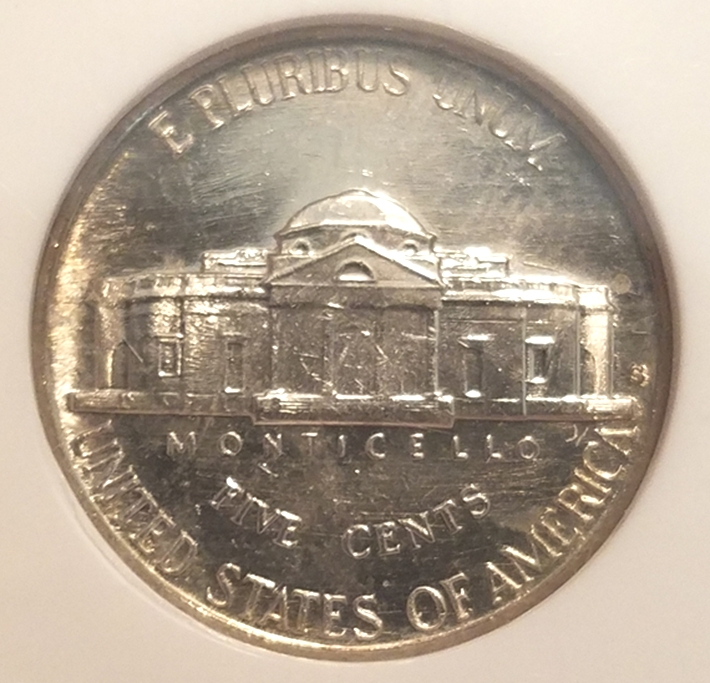 E PLURIBUS UNUM
S
MONTICELLO
FIVE CENTS
UNITED STATES OF AMERICA